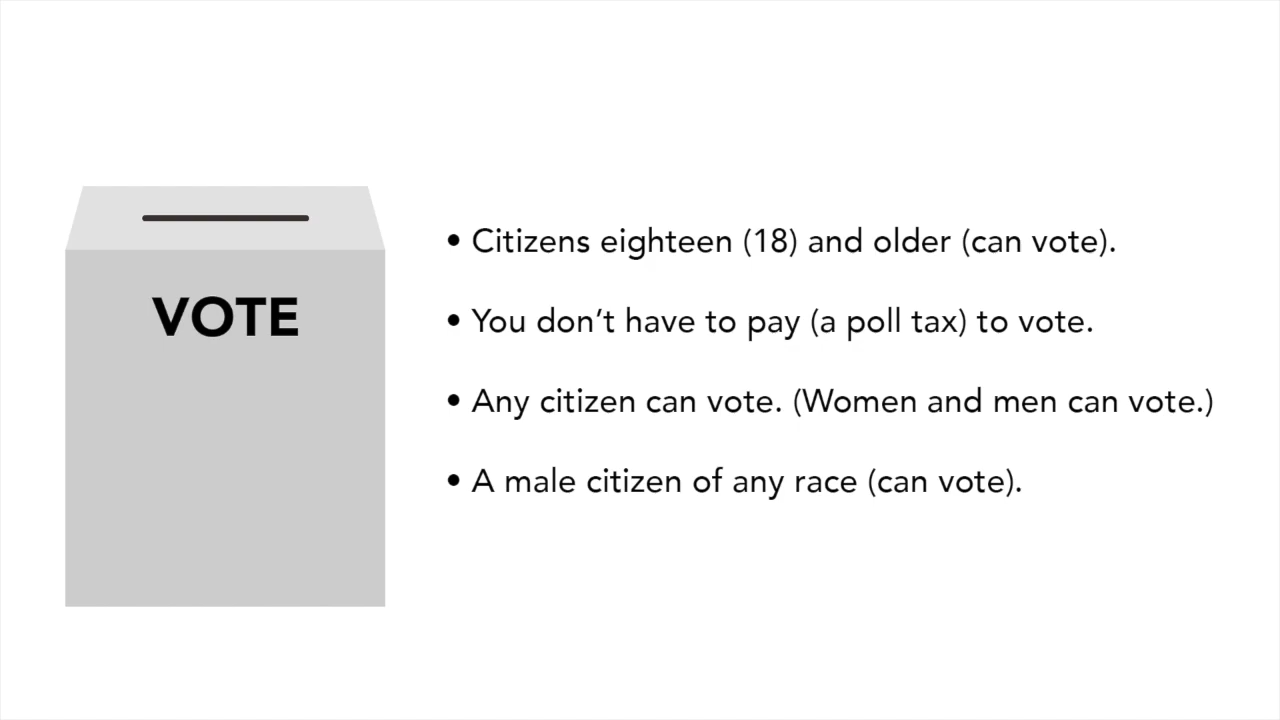 VOTE
• Citizens eighteen (18) and older (can vote).
• You don’t have to pay (a poll tax) to vote.
• Any citizen can vote. (Women and men can vote.)
• A male citizen of any race (can vote).